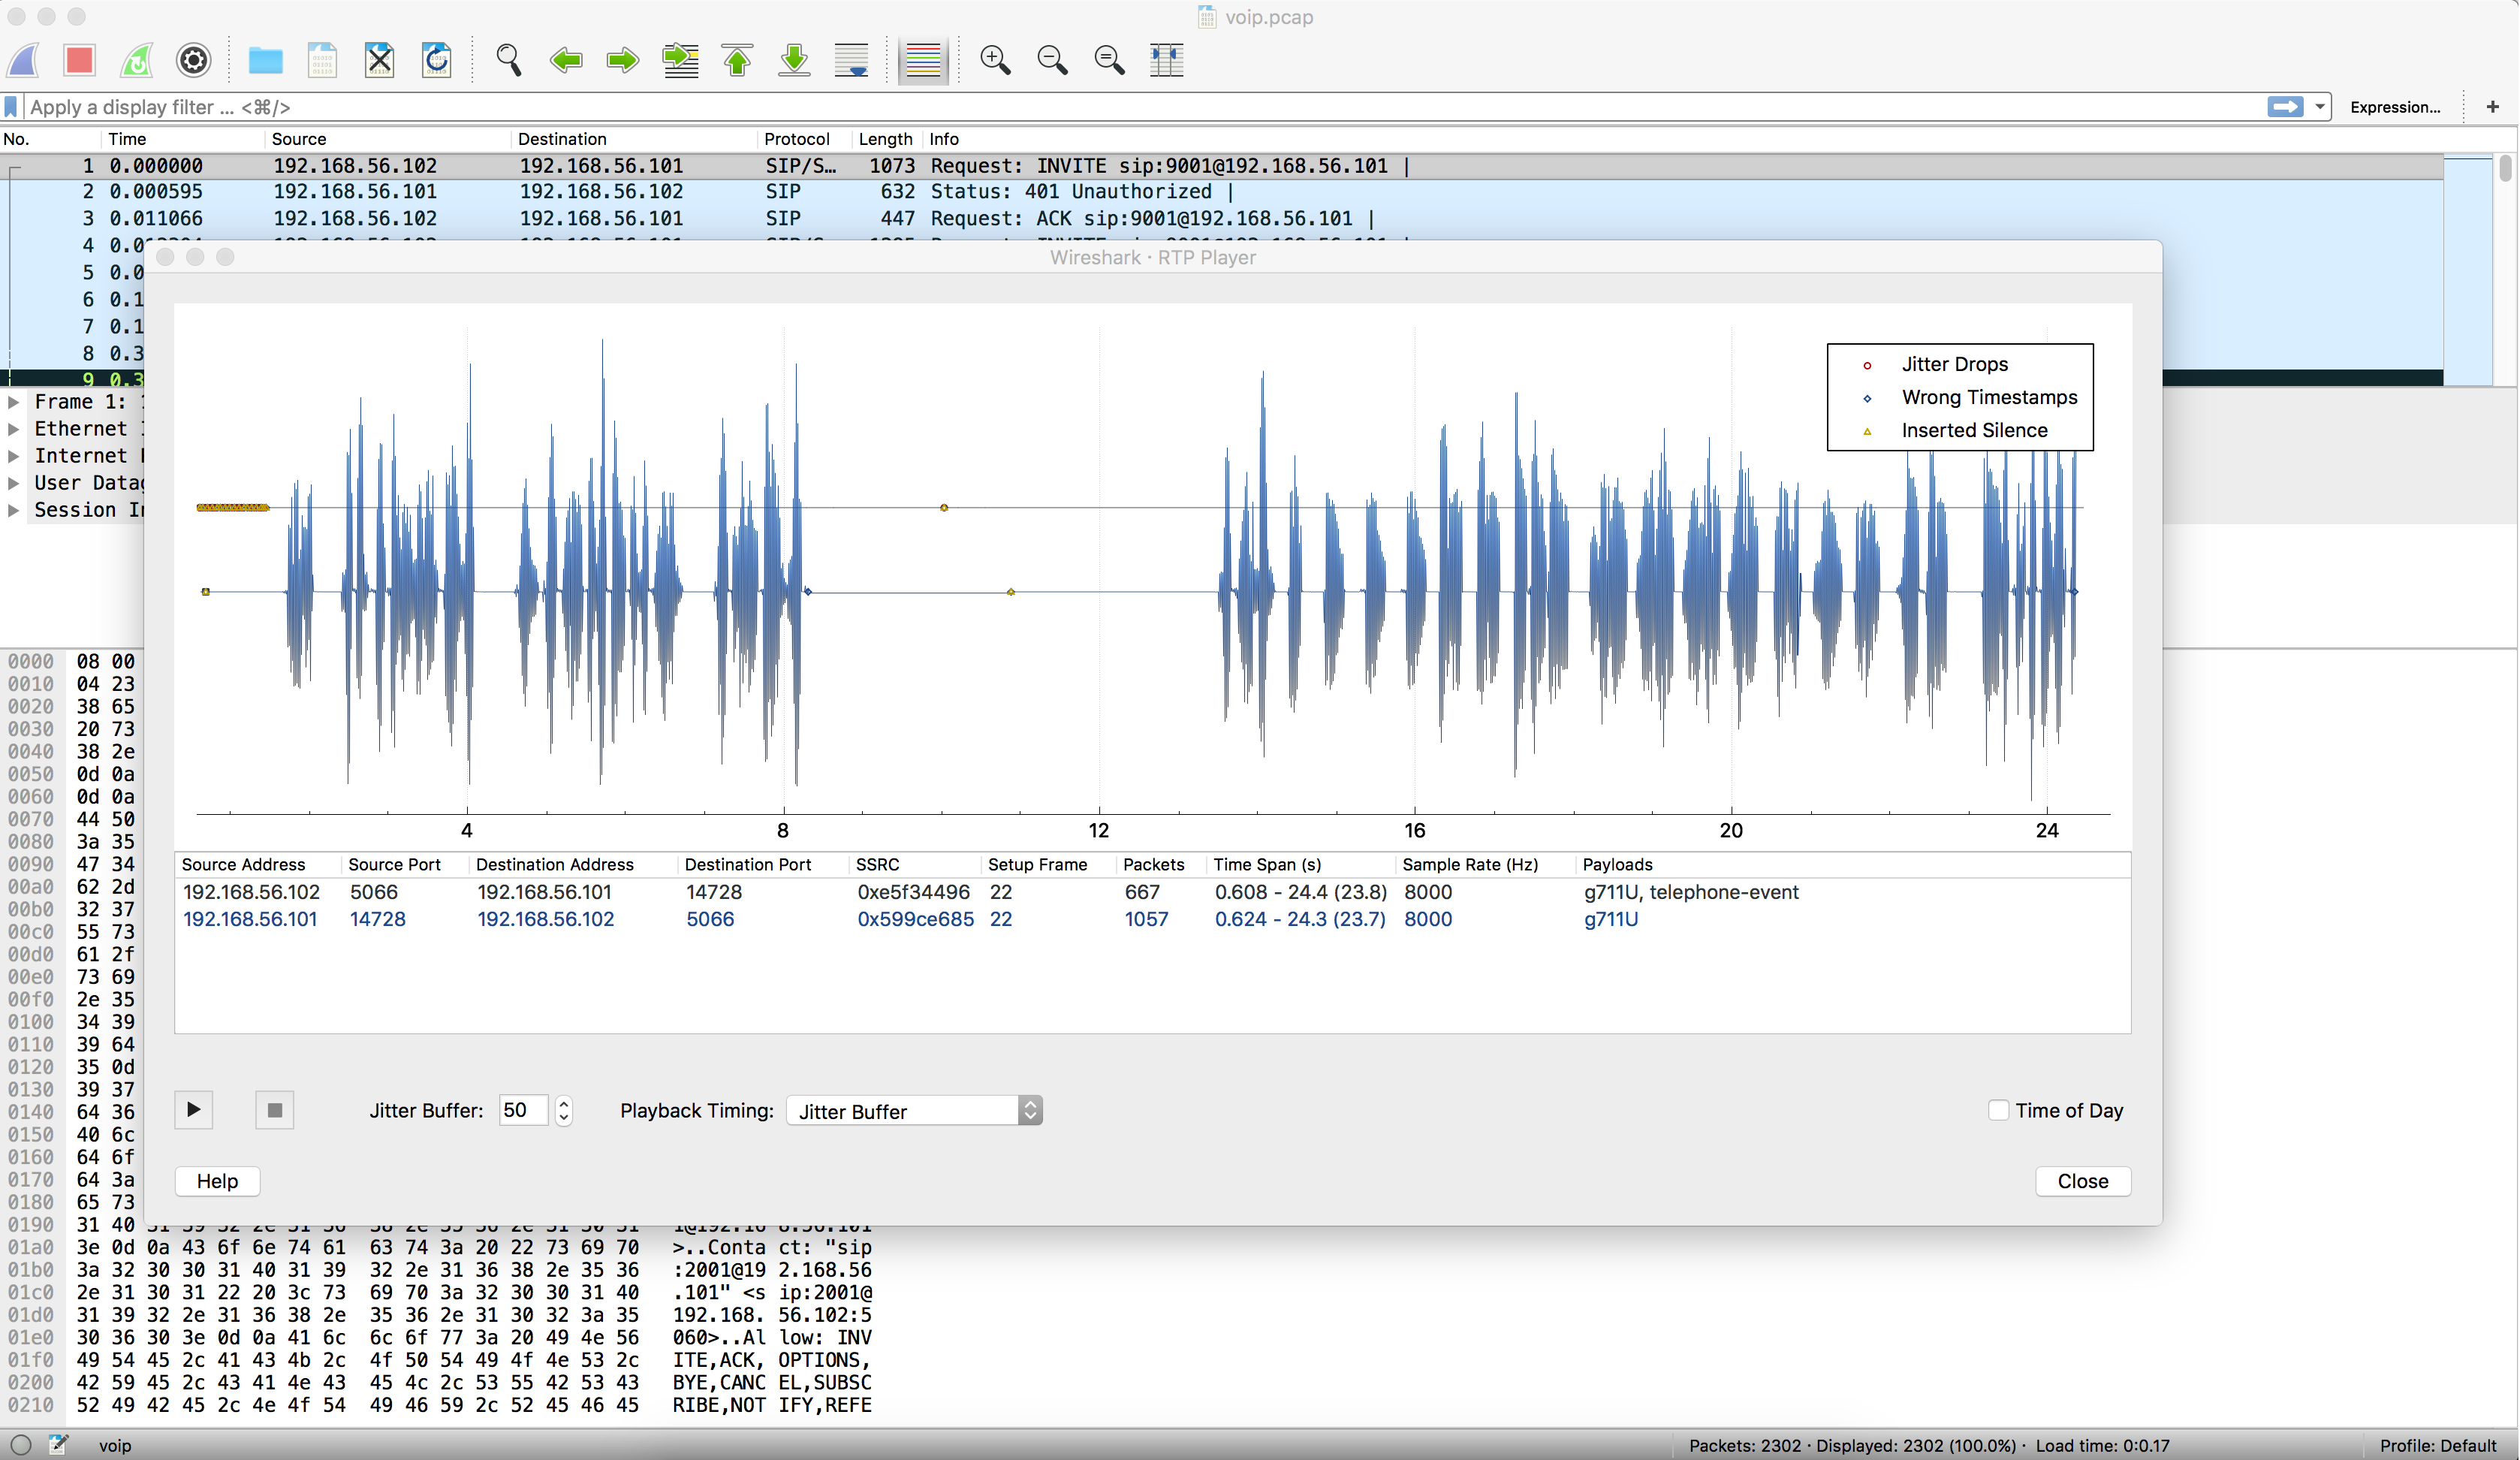 voip.pcap
Apply a display filter ... <⌘/>
Expression...
+
No. Time Source Destination Protocol Length Info
1 0.000000 192.168.56.102 192.168.56.101 SIP/S... 1073 Request: INVITE sip:9001@192.168.56.101 |
2 0.000595 192.168.56.101 192.168.56.102 SIP 632 Status: 401 Unauthorized |
3 0.011066 192.168.56.102 192.168.56.101 SIP 447 Request: ACK sip:9001@192.168.56.101 |
4
5 0.0
6 0.1
7 0.1
8 0.3
9 0.3
Frame 1:
Ethernet
Internet
User Datag
Session In
Wireshark · RTP Player
Jitter Drops
Wrong Timestamps
Inserted Silence
4 8 12 16 20 24
Source Address Source Port Destination Address Destination Port SSRC Setup Frame Packets Time Span (s) Sample Rate (Hz) Payloads
192.168.56.102 5066 192.168.56.101 14728 0xe5f34496 22 667 0.608 - 24.4 (23.8) 8000 g711U, telephone-event
192.168.56.101 14728 192.168.56.102 5066 0x599ce685 22 1057 0.624 - 24.3 (23.7) 8000 g711U
Jitter Buffer: 50 Playback Timing: Jitter Buffer Time of Day
Help Close
0000 08 00
0010 04 23
0020 38 65
0030 20 73
0040 38 2e
0050 0d 0a
0060 0d 0a
0070 44 50
0080 3a 35
0090 47 34
00a0 62 2d
00b0 32 37
00c0 55 73
00d0 61 2f
00e0 73 69
00f0 2e 35
0100 34 39
0110 39 64
0120 35 0d
0130 39 37
0140 64 36
0150 40 6c
0160 64 6f
0170 64 3a
0180 65 73
0190 31 40 31 39 32 2e 31 36 38 2e 35 36 2e 31 30 31 1@192.16 8.56.101
01a0 3e 0d 0a 43 6f 6e 74 61 63 74 3a 20 22 73 69 70 >..Conta ct: "sip
01b0 3a 32 30 30 31 40 31 39 32 2e 31 36 38 2e 35 36 :2001@19 2.168.56
01c0 2e 31 30 31 22 20 3c 73 69 70 3a 32 30 30 31 40 .101" <s ip:2001@
01d0 31 39 32 2e 31 36 38 2e 35 36 2e 31 30 32 3a 35 192.168. 56.102:5
01e0 30 36 30 3e 0d 0a 41 6c 6c 6f 77 3a 20 49 4e 56 060>..Al low: INV
01f0 49 54 45 2c 41 43 4b 2c 4f 50 54 49 4f 4e 53 2c ITE,ACK, OPTIONS,
0200 42 59 45 2c 43 41 4e 43 45 4c 2c 53 55 42 53 43 BYE,CANC EL,SUBSC
0210 52 49 42 45 2c 4e 4f 54 49 46 59 2c 52 45 46 45 RIBE,NOT IFY,REFE
voip
Packets: 2302 · Displayed: 2302 (100.0%) · Load time: 0:0.17
Profile: Default